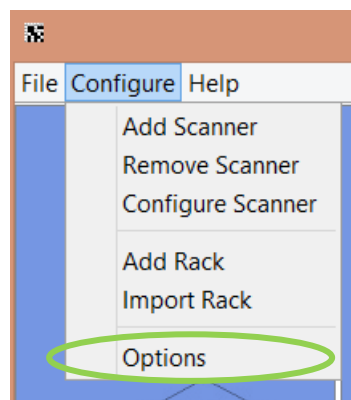 File Configure Help
Add Scanner
Remove Scanner
Configure Scanner
Add Rack
Import Rack
Options